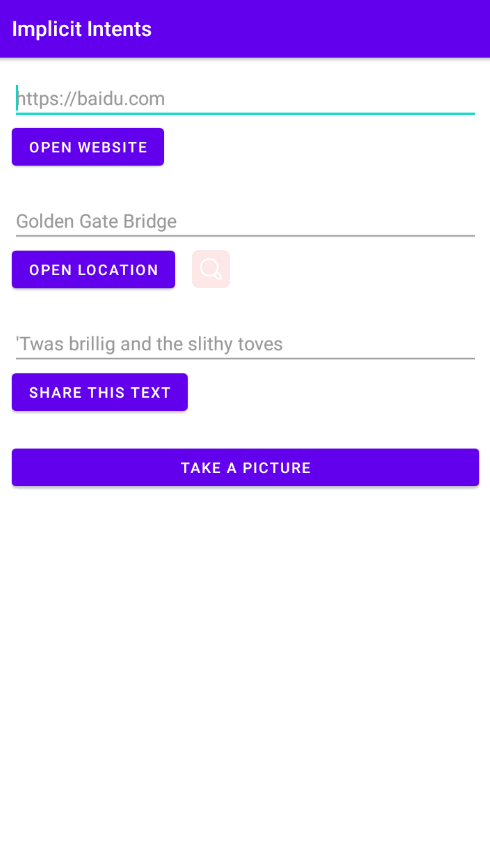 Implicit Intents
https://baidu.com
OPEN WEBSITE
Golden Gate Bridge
OPEN LOCATION
'Twas brillig and the slithy toves
SHARE THIS TEXT
TAKE A PICTURE